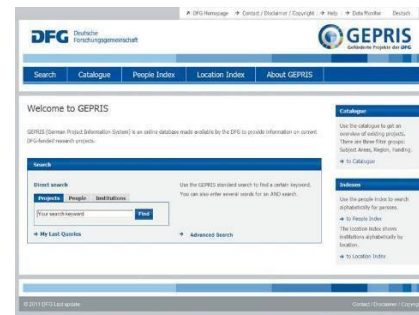 DFG Homepage Contact / Disclaimer / Copyright Help Data Monitor Deutsch
DFG Deutsche
Forschungsgemeinschaft
GEPRIS
Geförderte Projekte der DFG
Search Catalogue People Index Location Index About GEPRIS
Welcome to GEPRIS
GEPRIS (German Project Information System) is an online database made available by the DFG to provide information on current
DFG-funded research projects.
Search
Direct search
Projects People Institutions
Your search keyword Find
My Last Queries
Use the GEPRIS standard search to find a certain keyword.
You can also enter several words for an AND search.
Advanced Search
Catalogue
Use the catalogue to get an
overview of existing projects.
There are three filter groups:
Subject Areas, Region, Funding.
to Catalogue
Indexes
Use the people index to search
alphabetically for persons.
to People Index
The location index shows
institutions alphabetically by
location.
to Location Index
© 2011 DFG Last update
Contact / Disclaimer / Copyrig